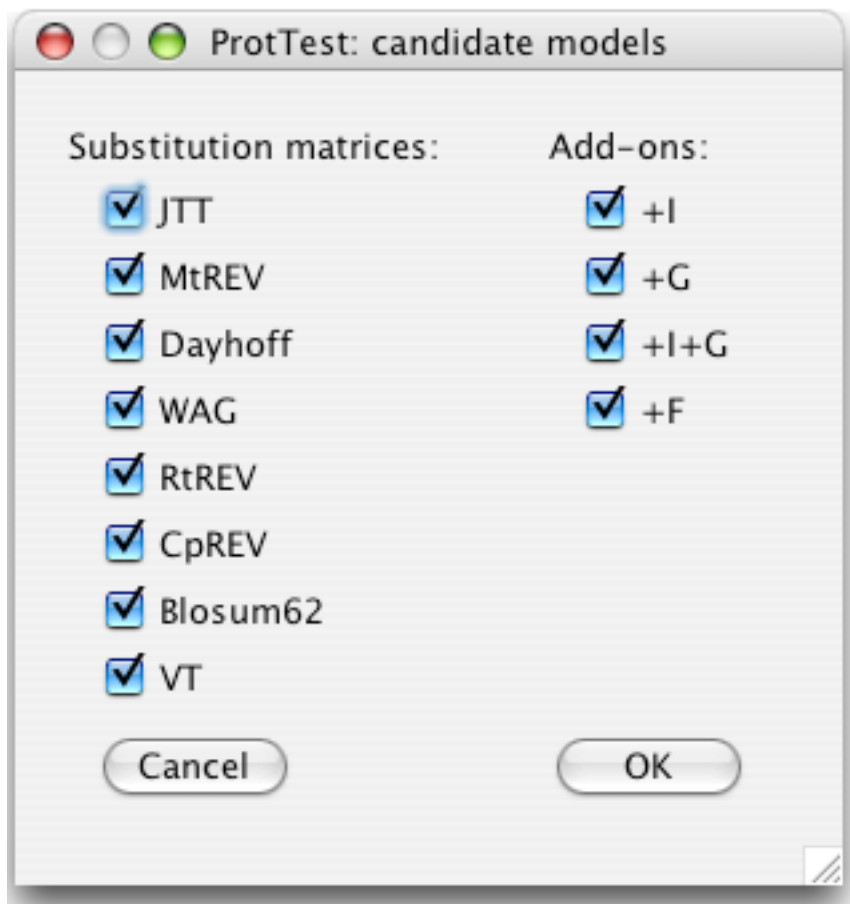 ProtTest: candidate models
Substitution matrices:
JTT
MtREV
Dayhoff
WAG
RtREV
CpREV
Blosum62
VT
Add-ons:
+I
+G
+I+G
+F
Cancel
OK